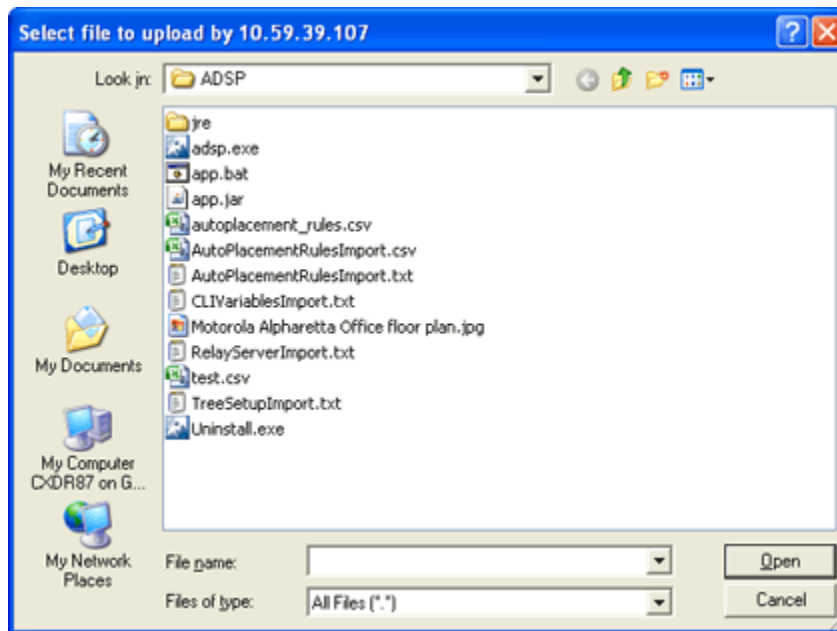 Select file to upload by 10.59.39.107
Look in:
ADSP
jre
adsp.exe
app.bat
app.jar
autoplacement_rules.csv
AutoPlacementRulesImport.csv
AutoPlacementRulesImport.txt
CLIVariablesImport.txt
Motorola Alpharetta Office floor plan.jpg
RelayServerImport.txt
test.csv
TreeSetupImport.txt
Uninstall.exe
My Recent
Documents
Desktop
My Documents
My Computer
CXDR87 on G...
My Network
Places
File name:
Open
Files of type:
All Files (*.*)
Cancel